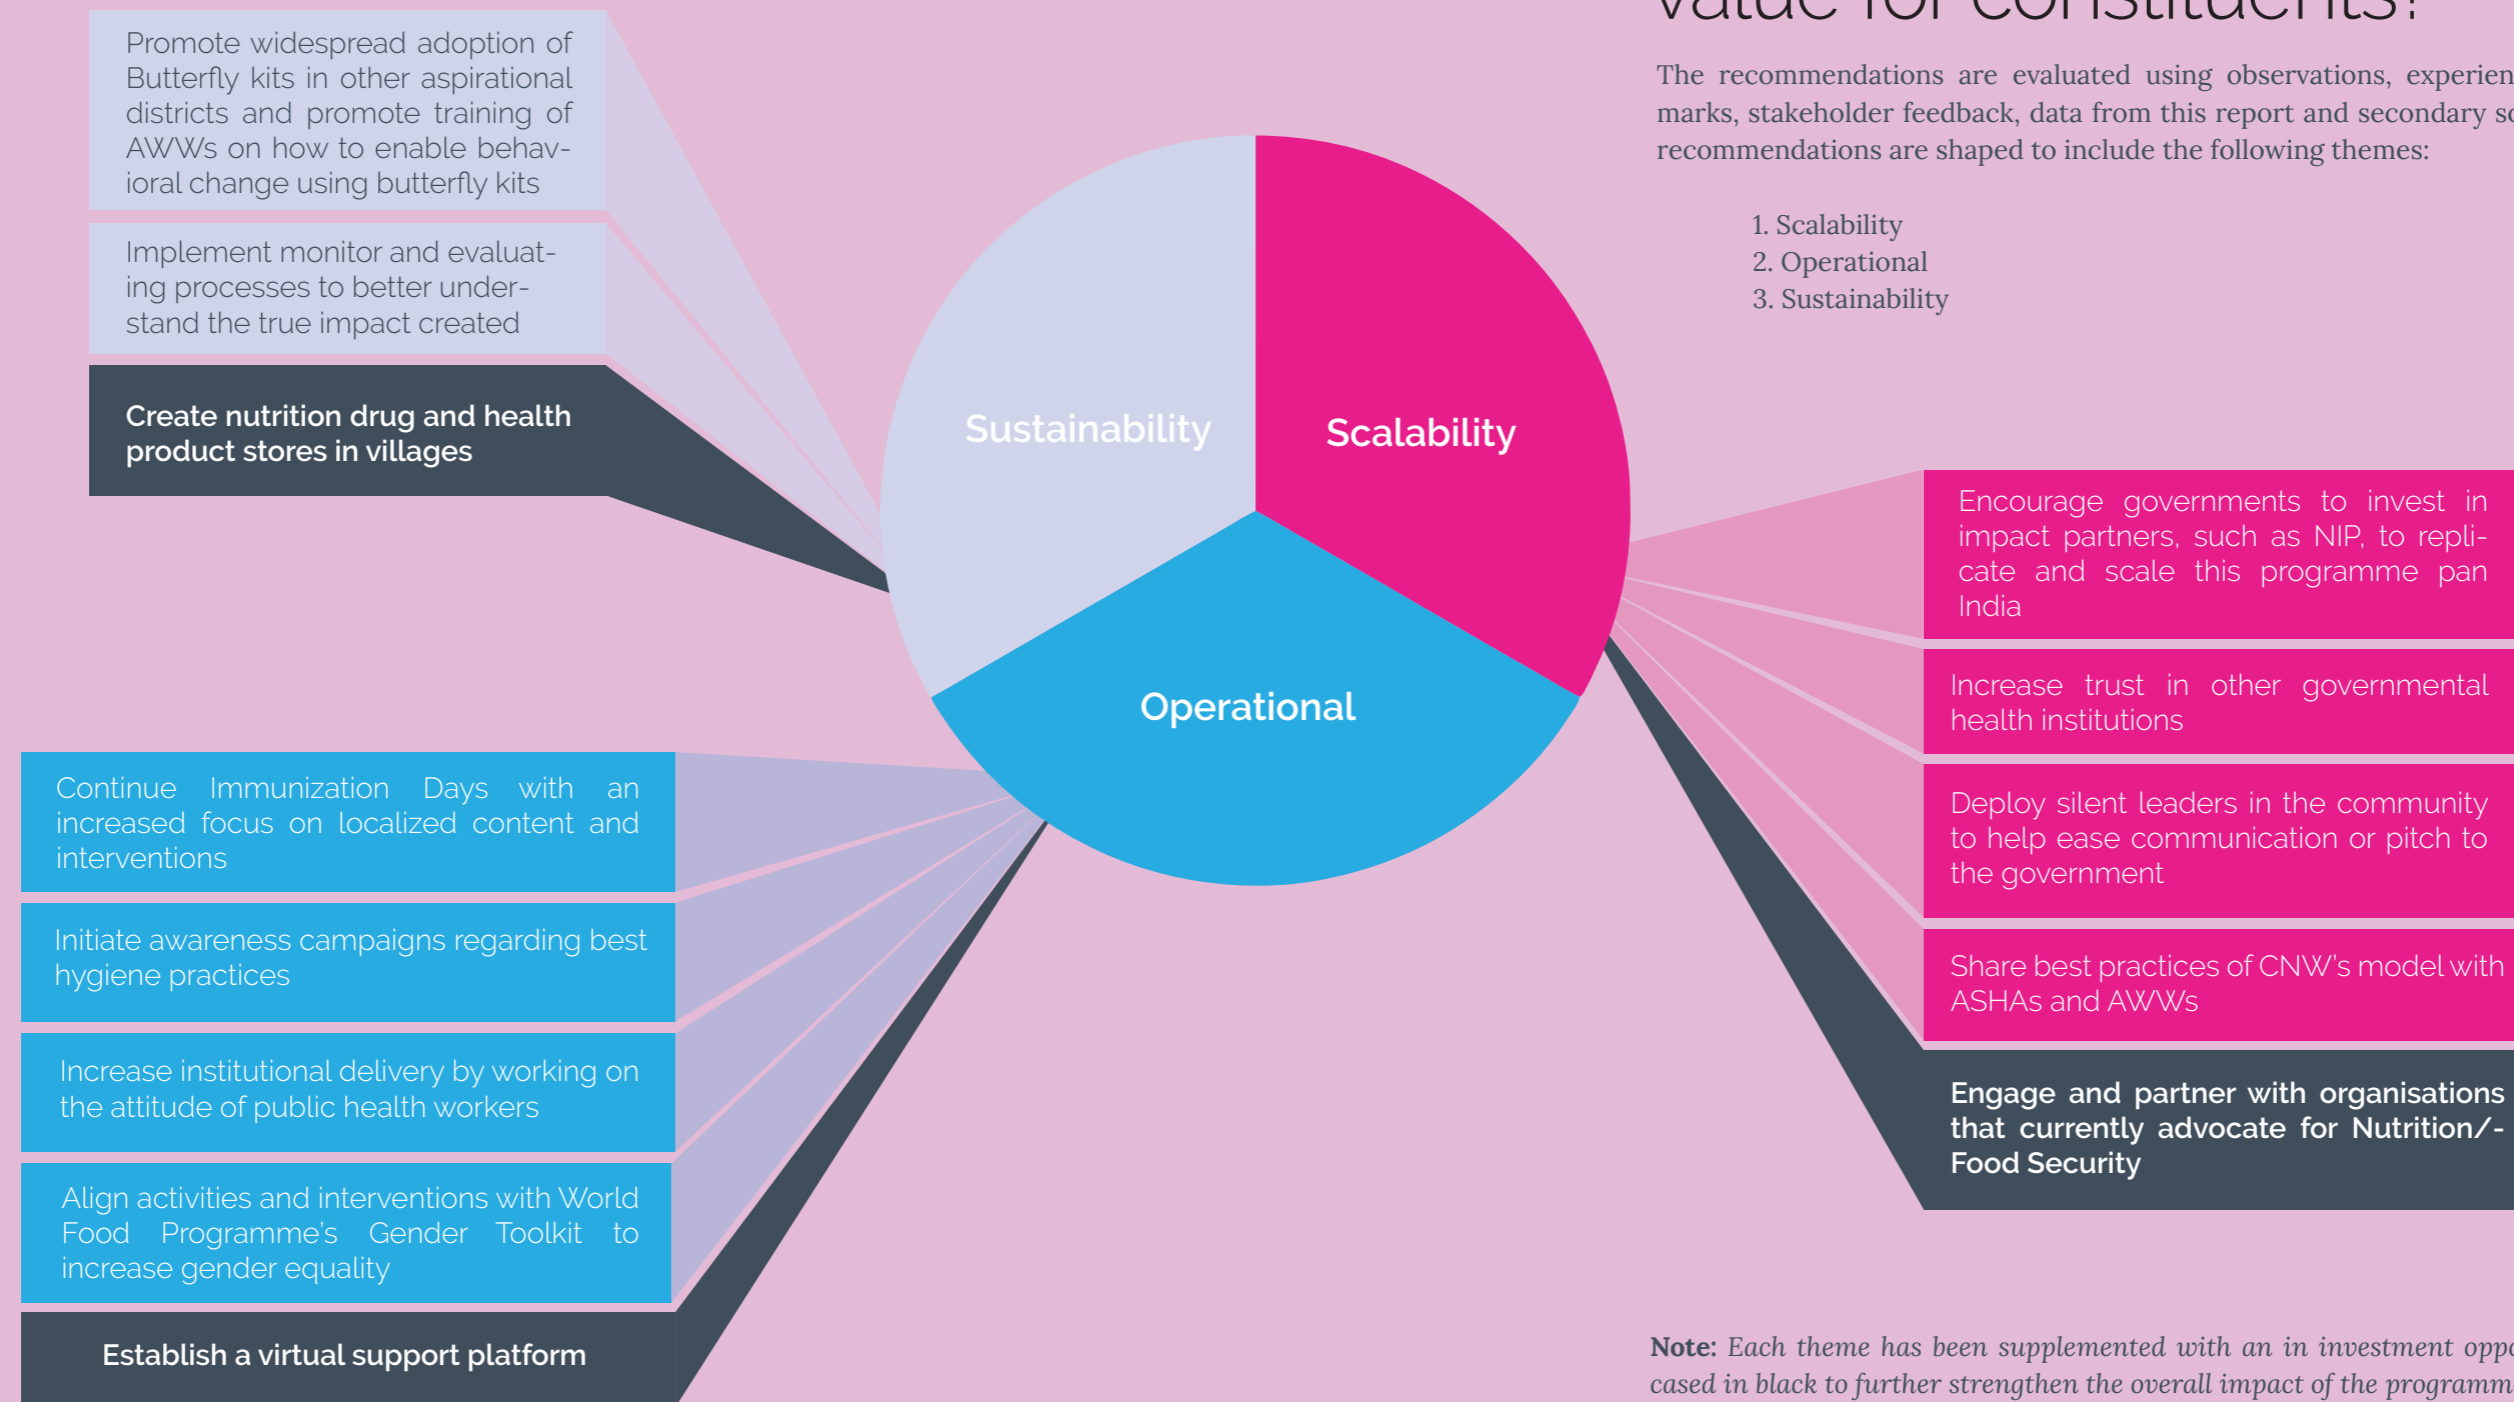 value for constituents?
The recommendations are evaluated using observations,
marks, stakeholder feedback, data from this report and secondary
recommendations are shaped to include the following themes:
1. Scalability
2. Operational
3. Sustainability
Promote widespread adoption of
Butterfly kits in other aspirational
districts and promote training of
AWWs on how to enable behav-
ioral change using butterfly kits
Implement monitor and evaluat-
ing processes to better under-
stand the true impact created
Create nutrition drug and health
product stores in villages
Sustainability
Scalability
Operational
Encourage governments to invest in
impact partners, such as NIP, to repli-
cate and scale this programme pan
India
Increase trust in other governmental
health institutions
Deploy silent leaders in the community
to help ease communication or pitch to
the government
Share best practices of CNW's model with
ASHAs and AWWs
Engage and partner with organisations
that currently advocate for Nutrition/-
Food Security
Continue Immunization Days with an
increased focus on localized content and
interventions
Initiate awareness campaigns regarding best
hygiene practices
Increase institutional delivery by working on
the attitude of public health workers
Align activities and interventions with World
Food Programme's Gender Toolkit to
increase gender equality
Establish a virtual support platform
Note: Each theme has been supplemented with an in investment
cased in black to further strengthen the overall impact of the